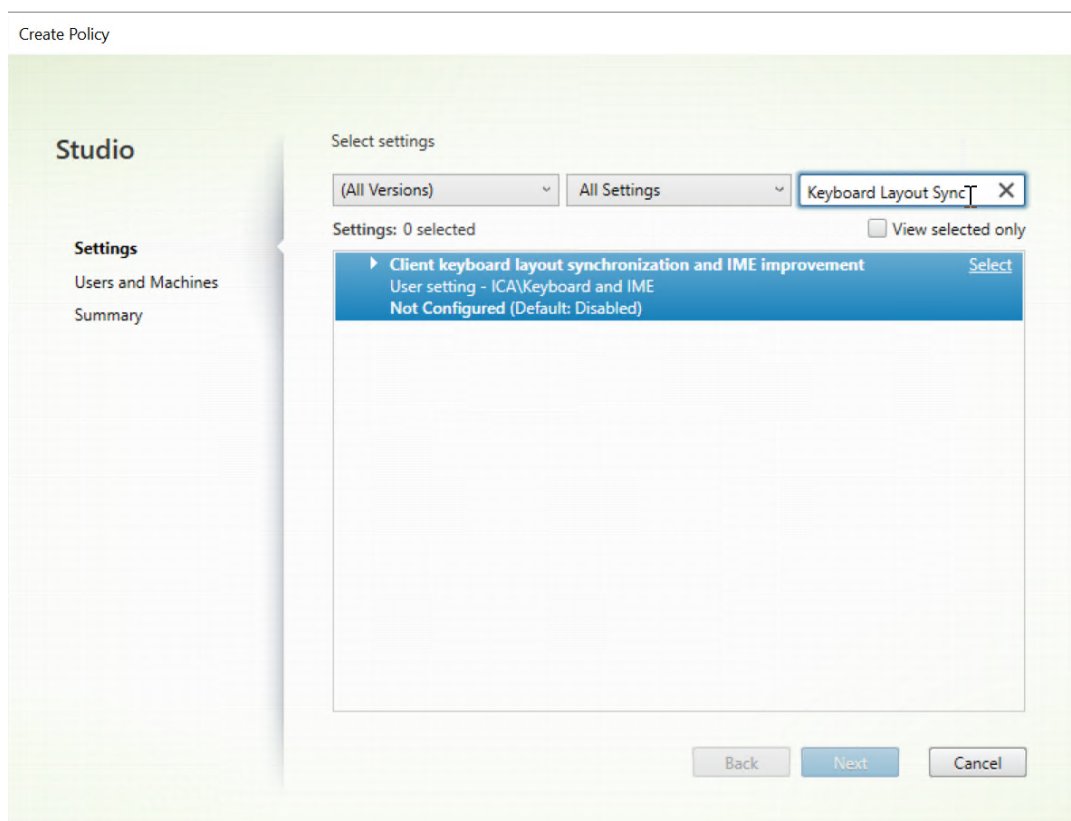 Create Policy
Studio
Settings
Users and Machines
Summary
Select settings
(All Versions)
All Settings
Keyboard Layout Sync
Settings: 0 selected
View selected only
Client keyboard layout synchronization and IME improvement
Select
User setting - ICA\Keyboard and IME
Not Configured (Default: Disabled)
Back
Next
Cancel